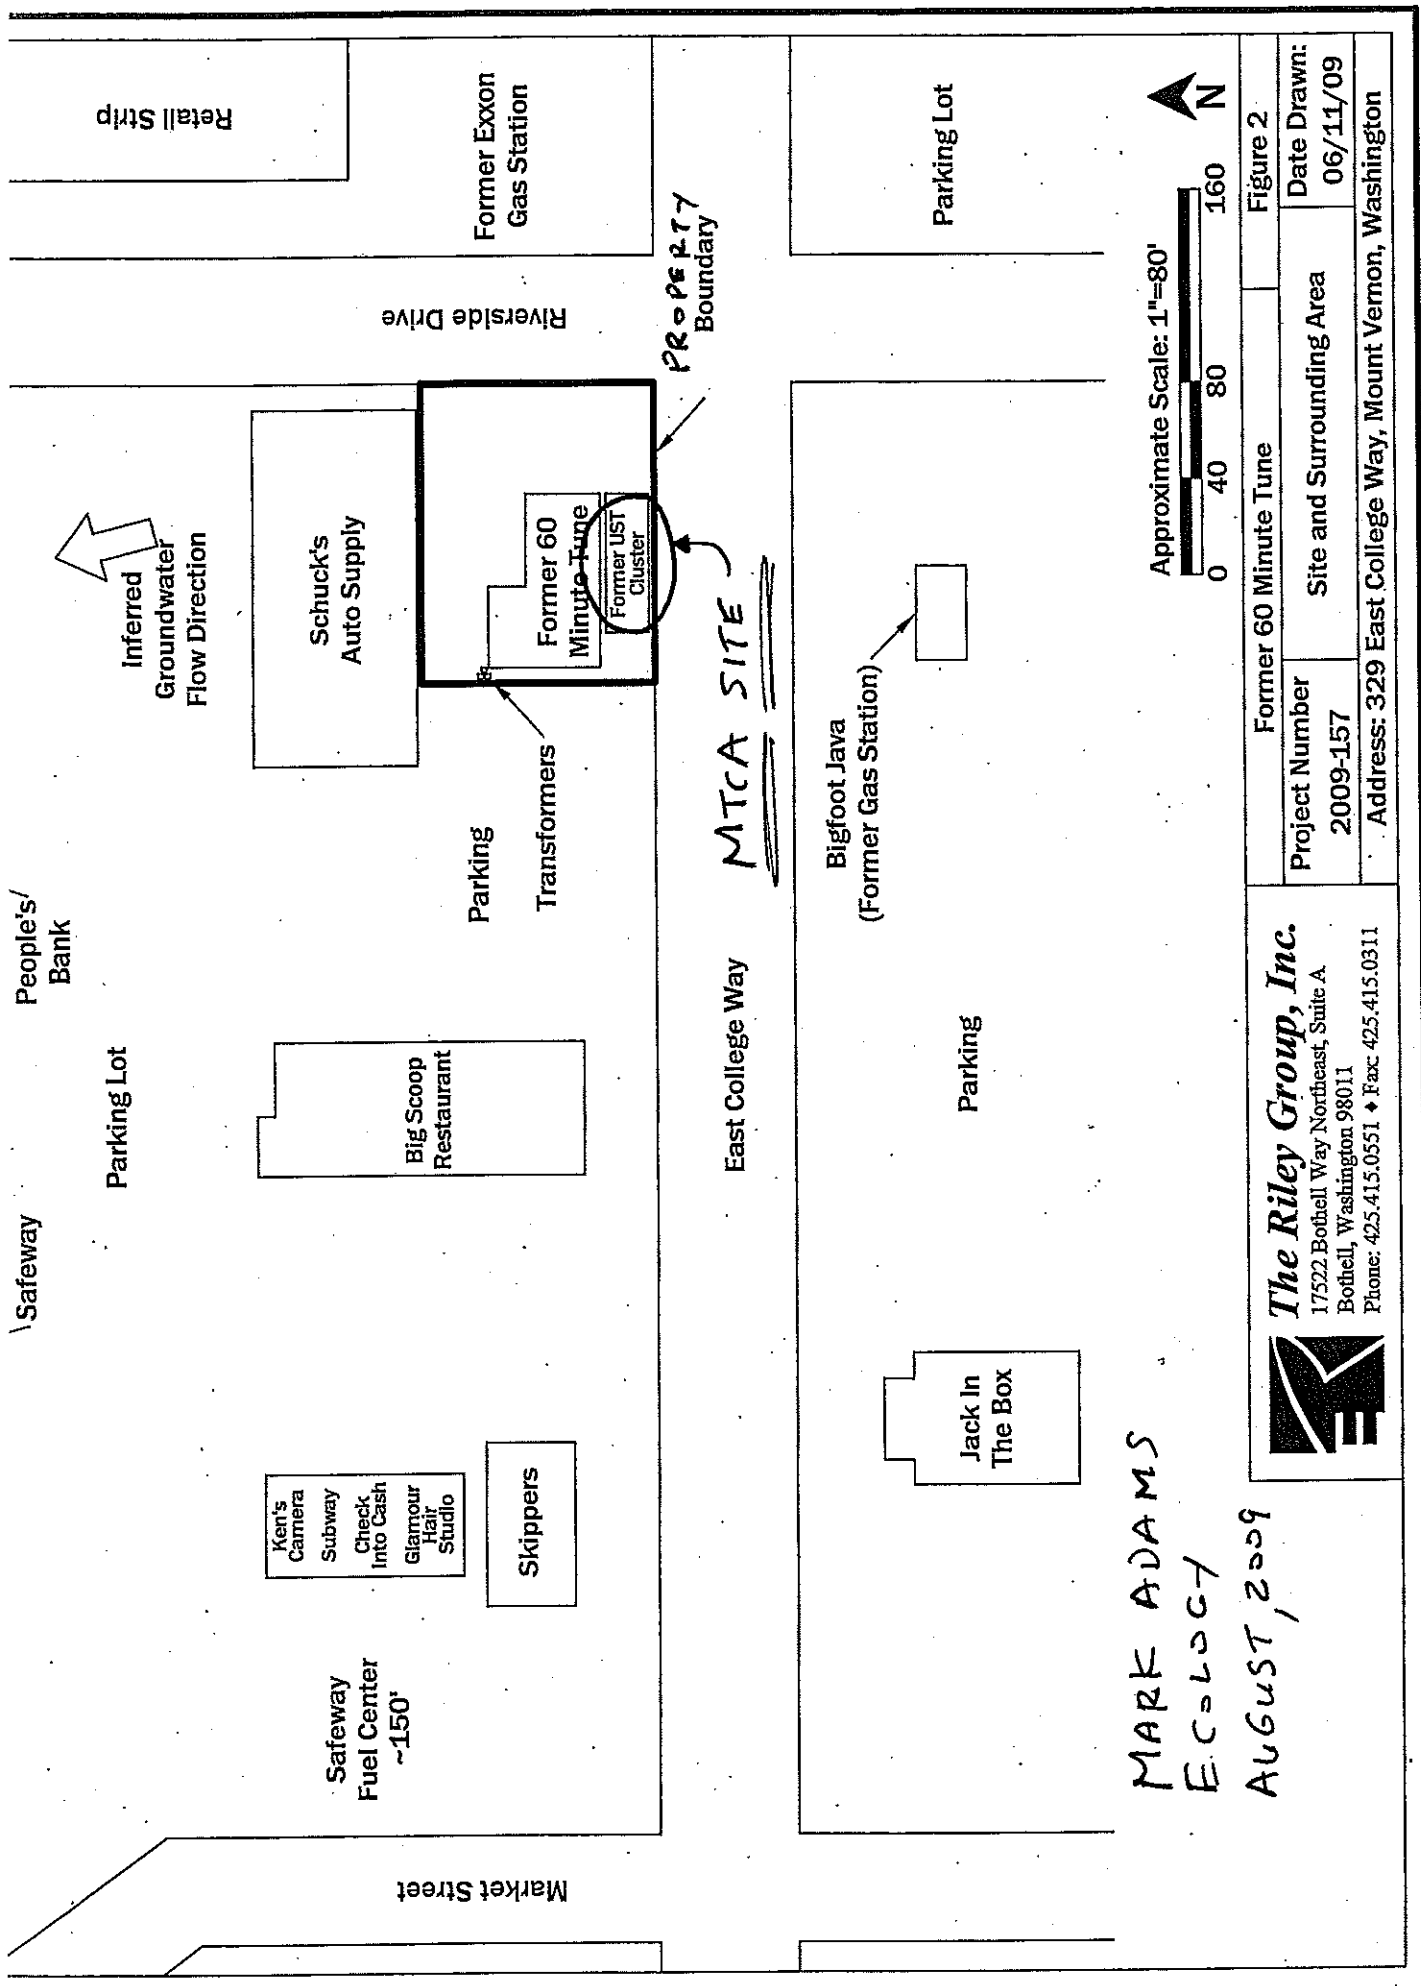 \Safeway
People's/
Bank
Parking Lot
Inferred
Groundwater
Flow Direction
Retail Strip
Ken's
Camera
Subway
Check
Into Cash
Glamour
Hair
Studio
Skippers
Safeway
Fuel Center
~150'
Big Scoop
Restaurant
Schuck's
Auto Supply
Parking
Transformers
Former 60
Minute Tune
Former UST
Cluster
Former Exxon
Gas Station
Market Street
Riverside Drive
PROPERTY
Boundary
East College Way
MTCA SITE
Jack In
The Box
Parking
Bigfoot Java
(Former Gas Station)
Parking Lot
MARK ADAMS
ECOLOGY
AUGUST, 2009
Approximate Scale: 1"=80'
0 40 80 160
N
The Riley Group, Inc.
17522 Bothell Way Northeast, Suite A
Bothell, Washington 98011
Phone: 425.415.0551 ♦ Fax: 425.415.0311
Former 60 Minute Tune
Figure 2
Project Number
2009-157
Site and Surrounding Area
Date Drawn:
06/11/09
Address: 329 East College Way, Mount Vernon, Washington